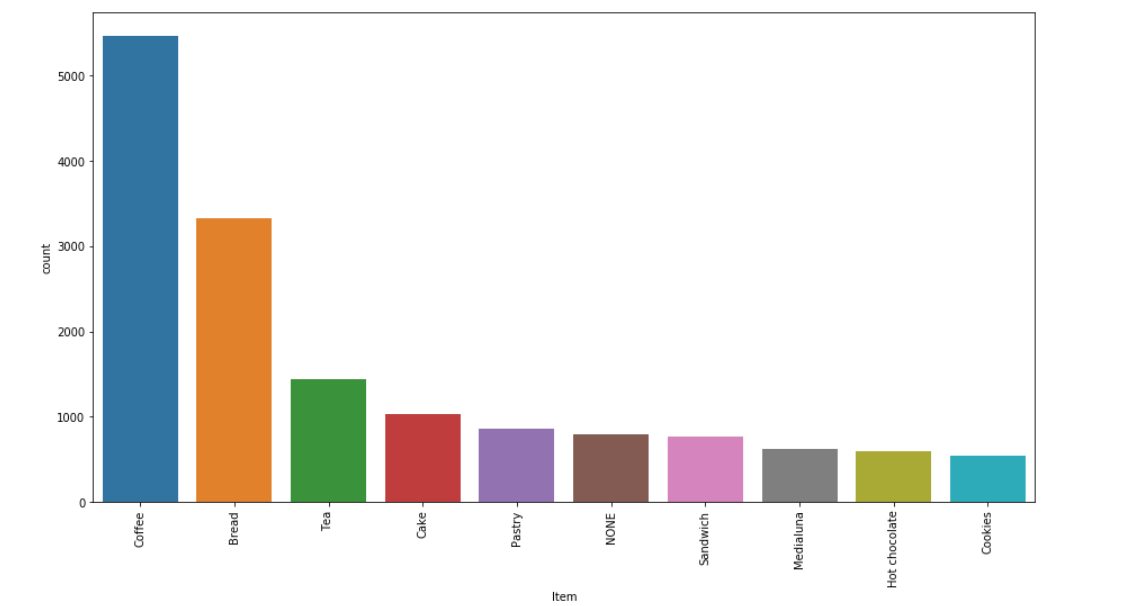 5000
4000
3000
2000
1000
0
count
Coffee
Bread
Tea
Cake
Pastry
NONE
Sandwich
Medialuna
Hot chocolate
Cookies
Item